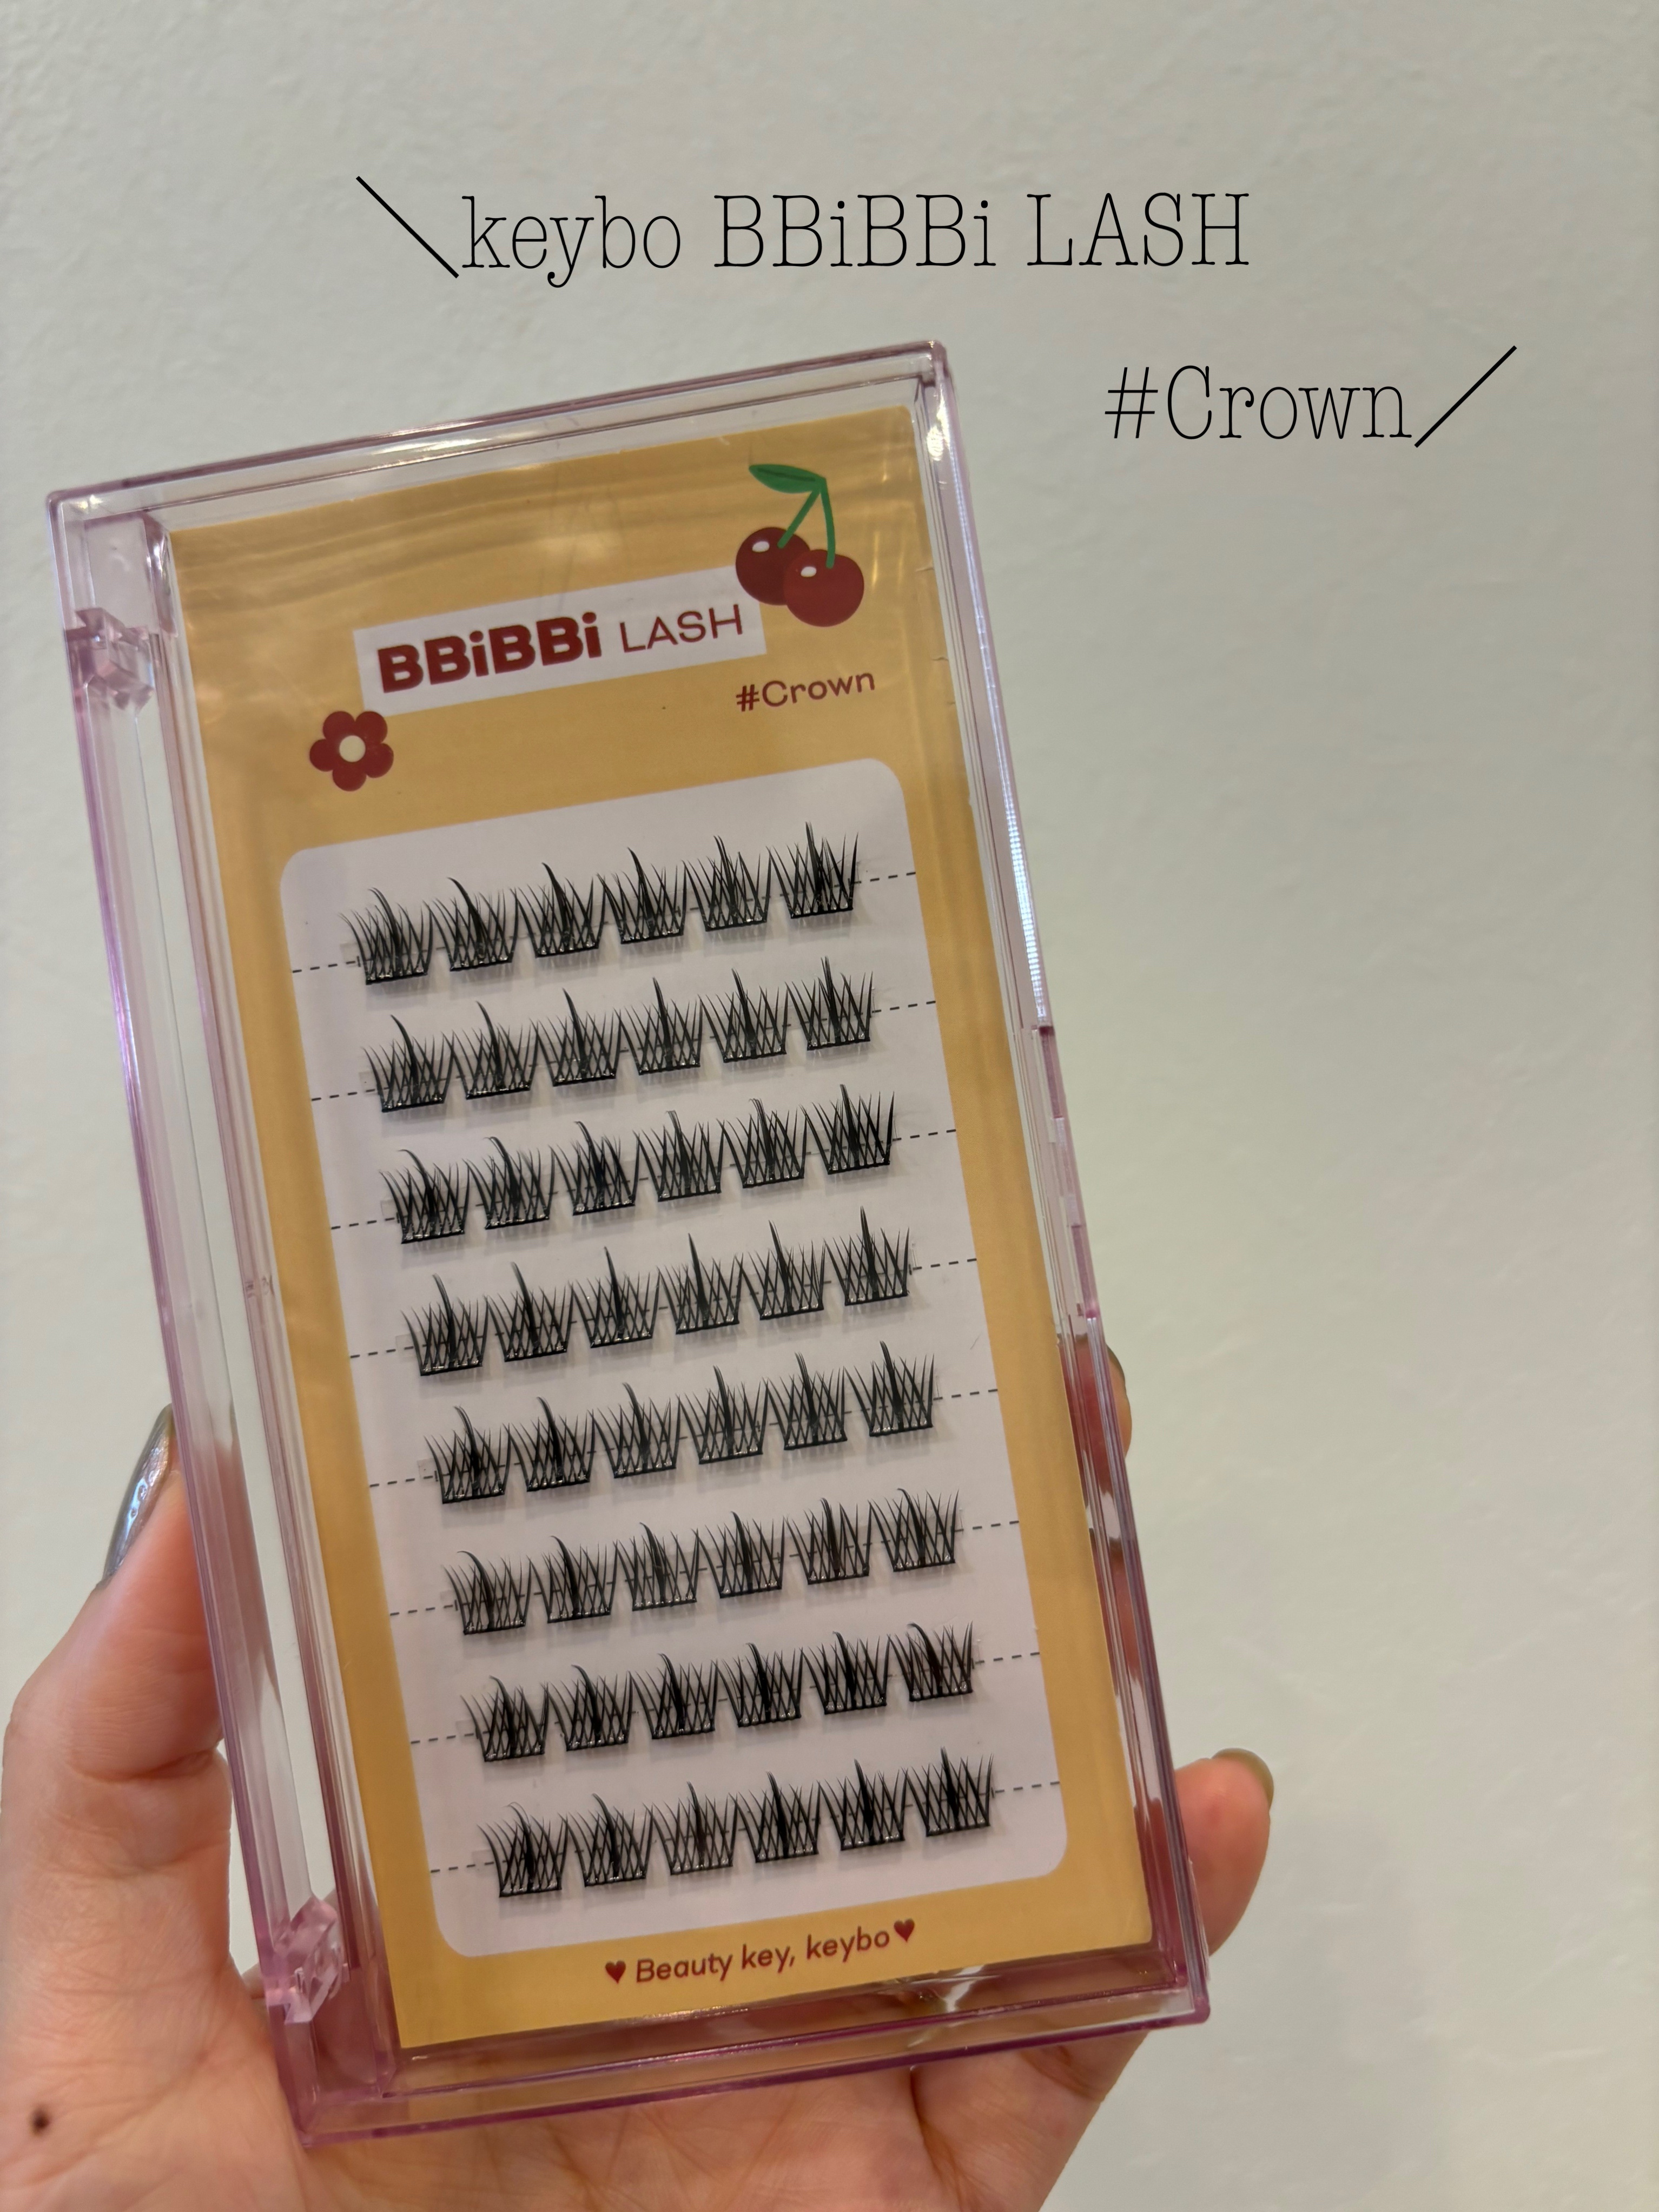 \keybo BBiBBi LASH
#Crown/
BBiBBi LASH
#Crown
♥ Beauty key, keybo♥